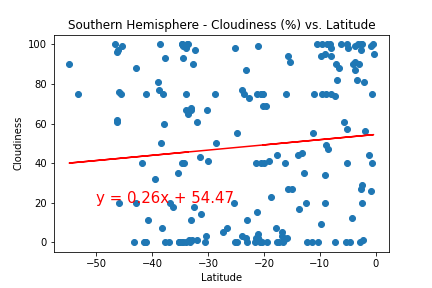 Southern Hemisphere - Cloudiness (%) vs. Latitude
100
80
60
40
20
0
Cloudiness
y = 0.26x + 54.47
−50 −40 −30 −20 −10 0
Latitude